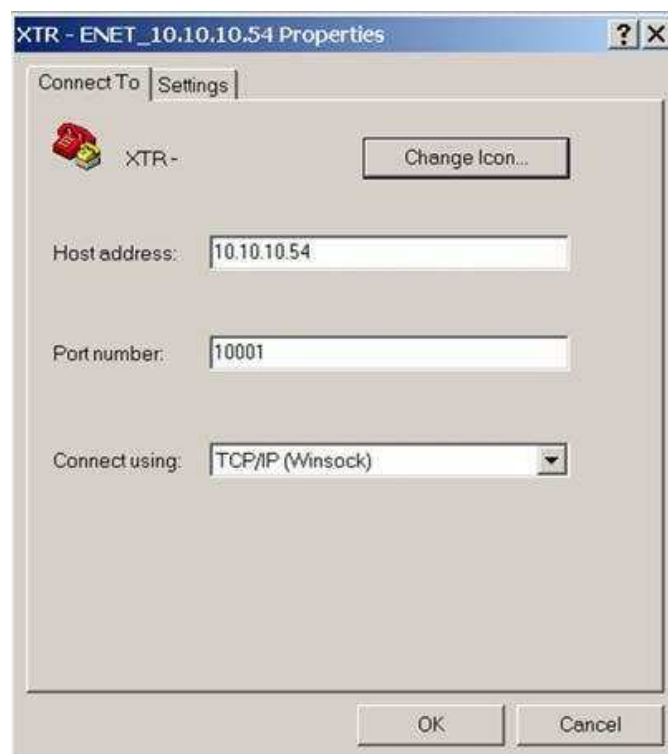 XTR - ENET_10.10.10.54 Properties
Connect To
Settings
XTR -
Change Icon...
Host address:
10.10.10.54
Port number:
10001
Connect using:
TCP/IP (Winsock)
OK
Cancel